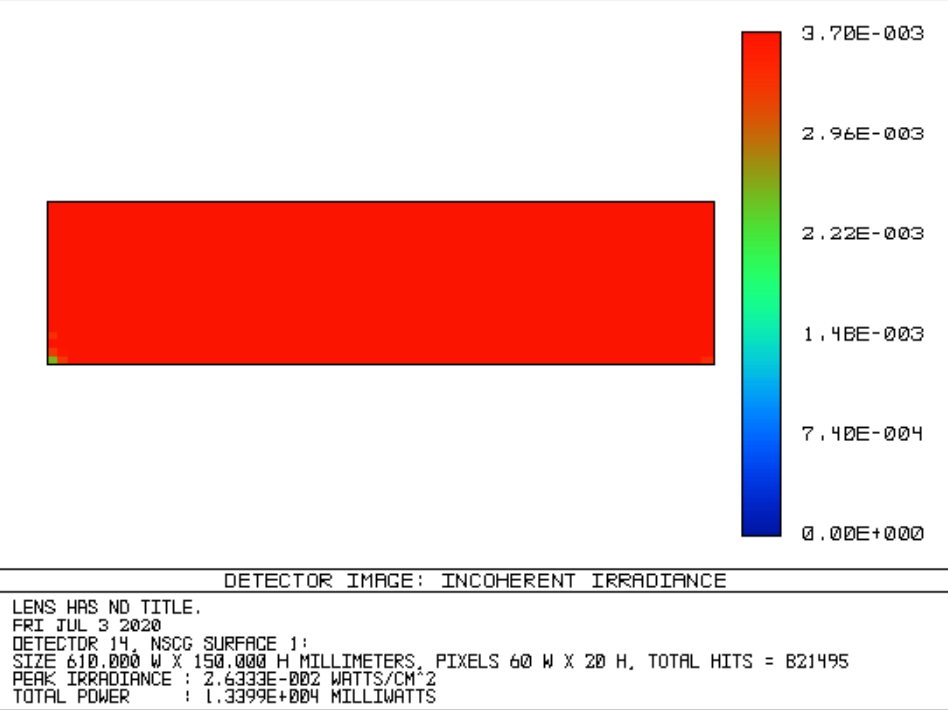 3.70E-003
2.96E-003
2.22E-003
1.48E-003
7.40E-004
0.00E+000
DETECTOR IMAGE: INCOHERENT IRRADIANCE
LENS HAS NO TITLE.
FRI JUL 3 2020
DETECTOR 14, NSCG SURFACE 1:
SIZE 610.000 W X 150.000 H MILLIMETERS, PIXELS 60 W X 20 H, TOTAL HITS = 821495
PEAK IRRADIANCE : 2.6333E-002 WATTS/CM^2
TOTAL POWER : 1.3399E+004 MILLIWATTS